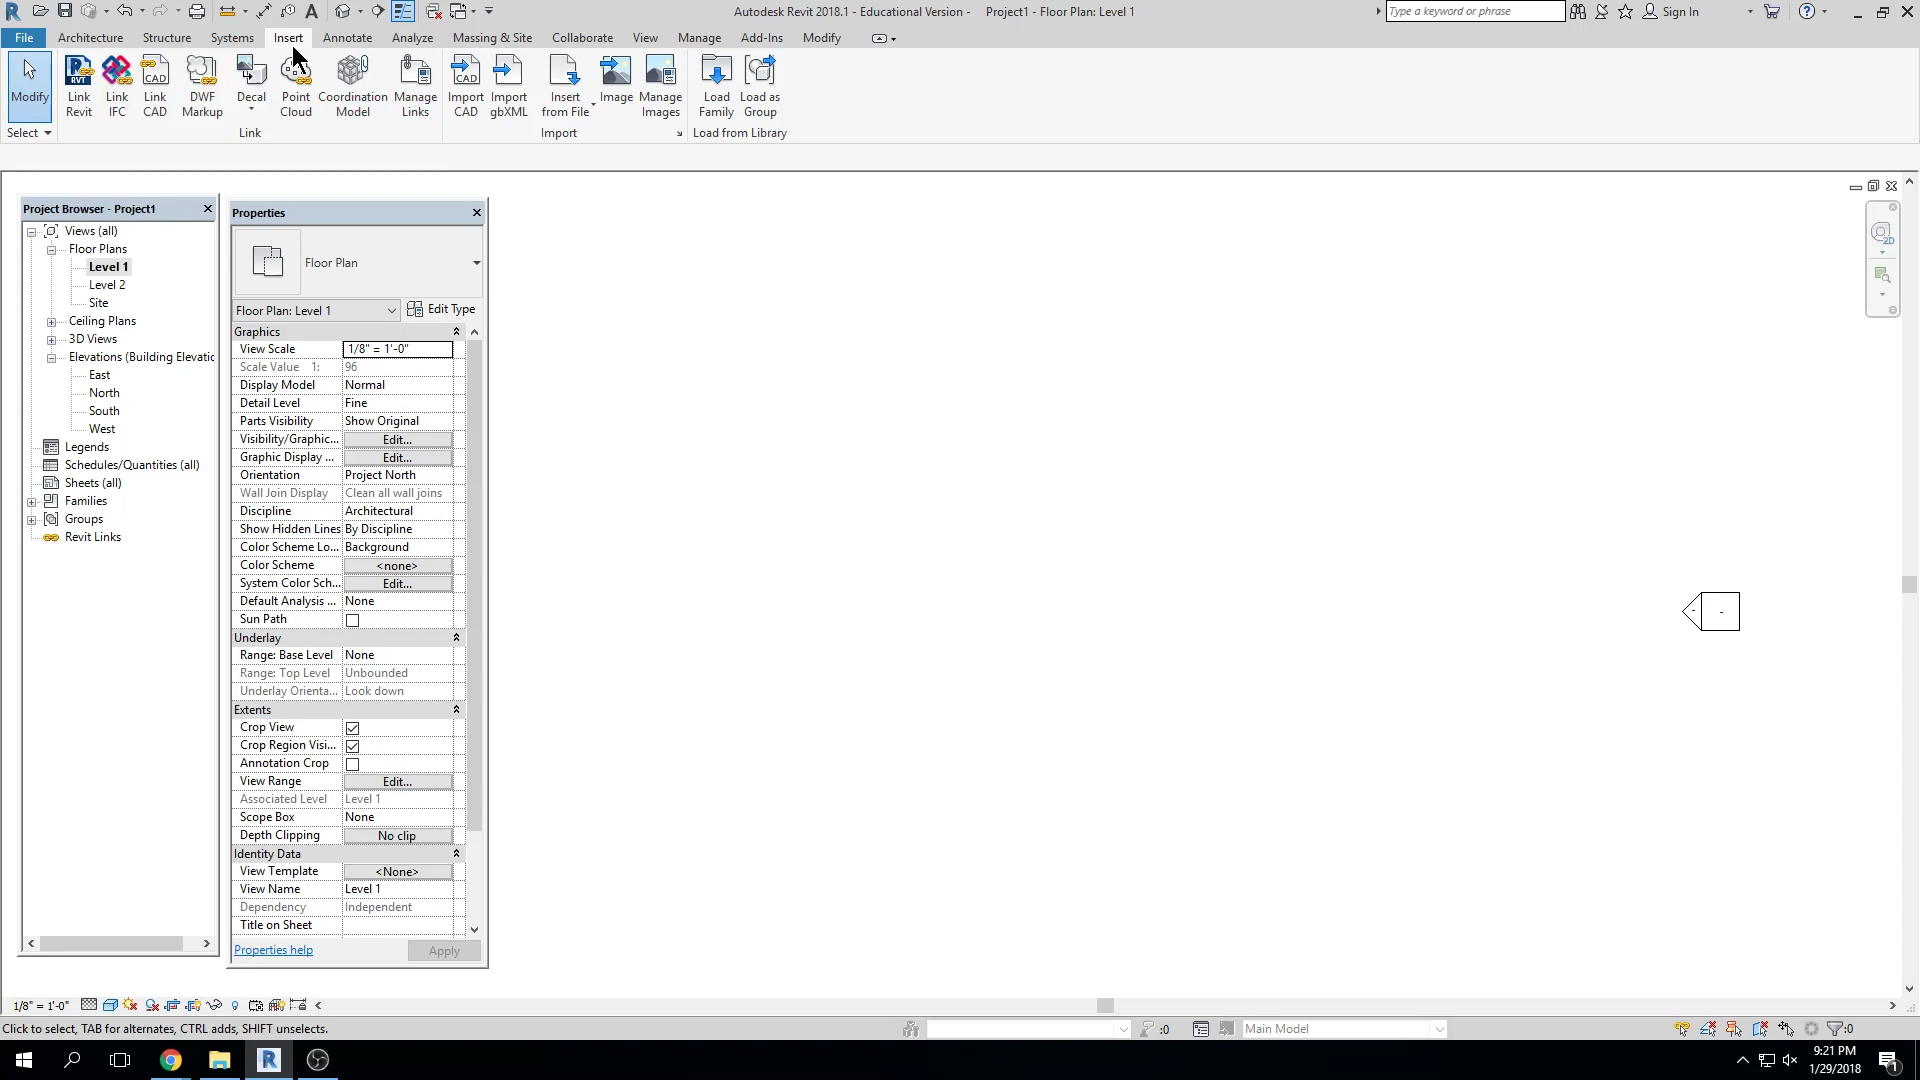 Autodesk Revit 2018.1 - Educational Version - Project1 - Floor Plan: Level 1
Type a keyword or phrase
Sign In
File Architecture Structure Systems Insert Annotate Analyze Massing & Site Collaborate View Manage Add-Ins Modify
Modify
Link Revit
Link IFC
Link CAD
DWF Markup
Decal
Point Cloud
Coordination Model
Manage Links
Import CAD
Import gbXML
Insert from File
Image
Manage Images
Load Family
Load as Group
Select
Link
Import
Load from Library
Project Browser - Project1
Views (all)
Floor Plans
Level 1
Level 2
Site
Ceiling Plans
3D Views
Elevations (Building Elevatio
East
North
South
West
Legends
Schedules/Quantities (all)
Sheets (all)
Families
Groups
Revit Links
Properties
Floor Plan
Floor Plan: Level 1
Edit Type
Graphics
View Scale 1/8" = 1'-0"
Scale Value 1: 96
Display Model Normal
Detail Level Fine
Parts Visibility Show Original
Visibility/Graphic... Edit...
Graphic Display ... Edit...
Orientation Project North
Wall Join Display Clean all wall joins
Discipline Architectural
Show Hidden Lines By Discipline
Color Scheme Lo... Background
Color Scheme <none>
System Color Sch... Edit...
Default Analysis ... None
Sun Path
Underlay
Range: Base Level None
Range: Top Level Unbounded
Underlay Orienta... Look down
Extents
Crop View
Crop Region Visi...
Annotation Crop
View Range Edit...
Associated Level Level 1
Scope Box None
Depth Clipping No clip
Identity Data
View Template <None>
View Name Level 1
Dependency Independent
Title on Sheet
Properties help
Apply
2D
1/8" = 1'-0"
Click to select, TAB for alternates, CTRL adds, SHIFT unselects.
:0
Main Model
:0
9:21 PM
1/29/2018
1